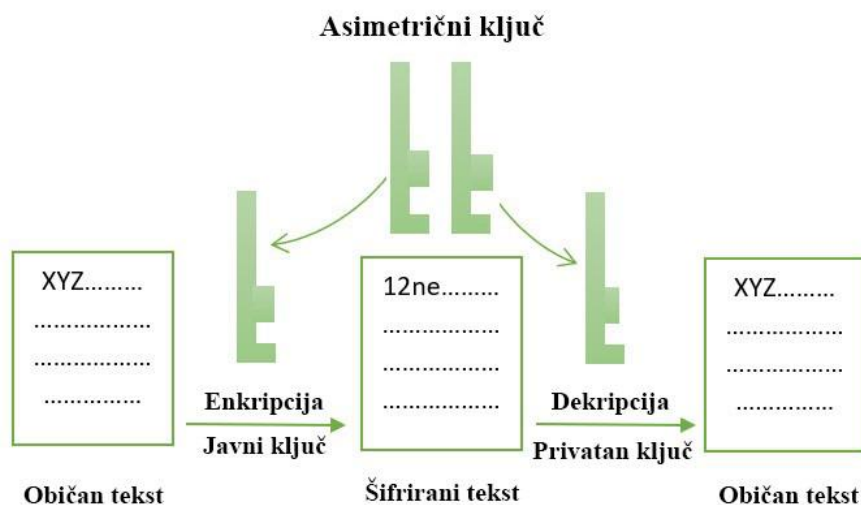 Asimetrični ključ
XYZ.........
....................
....................
.................
Običan tekst
Enkripcija
Javni ključ
12ne.........
....................
....................
....................
Šifrirani tekst
Dekripcija
Privatan ključ
XYZ.........
....................
....................
.................
Običan tekst